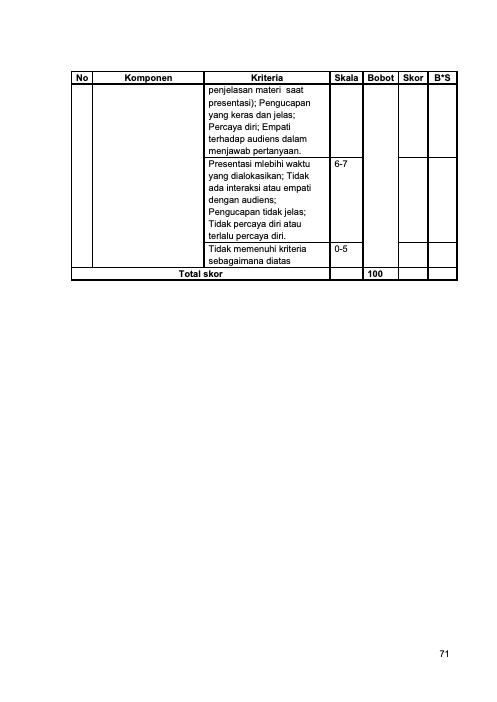 No Komponen Kriteria Skala Bobot Skor B*S
penjelasan materi saat
presentasi); Pengucapan
yang keras dan jelas;
Percaya diri; Empati
terhadap audiens dalam
menjawab pertanyaan.
Presentasi mlebihi waktu 6-7
yang dialokasikan; Tidak
ada interaksi atau empati
dengan audiens;
Pengucapan tidak jelas;
Tidak percaya diri atau
terlalu percaya diri.
Tidak memenuhi kriteria 0-5
sebagaimana diatas
Total skor 100
71